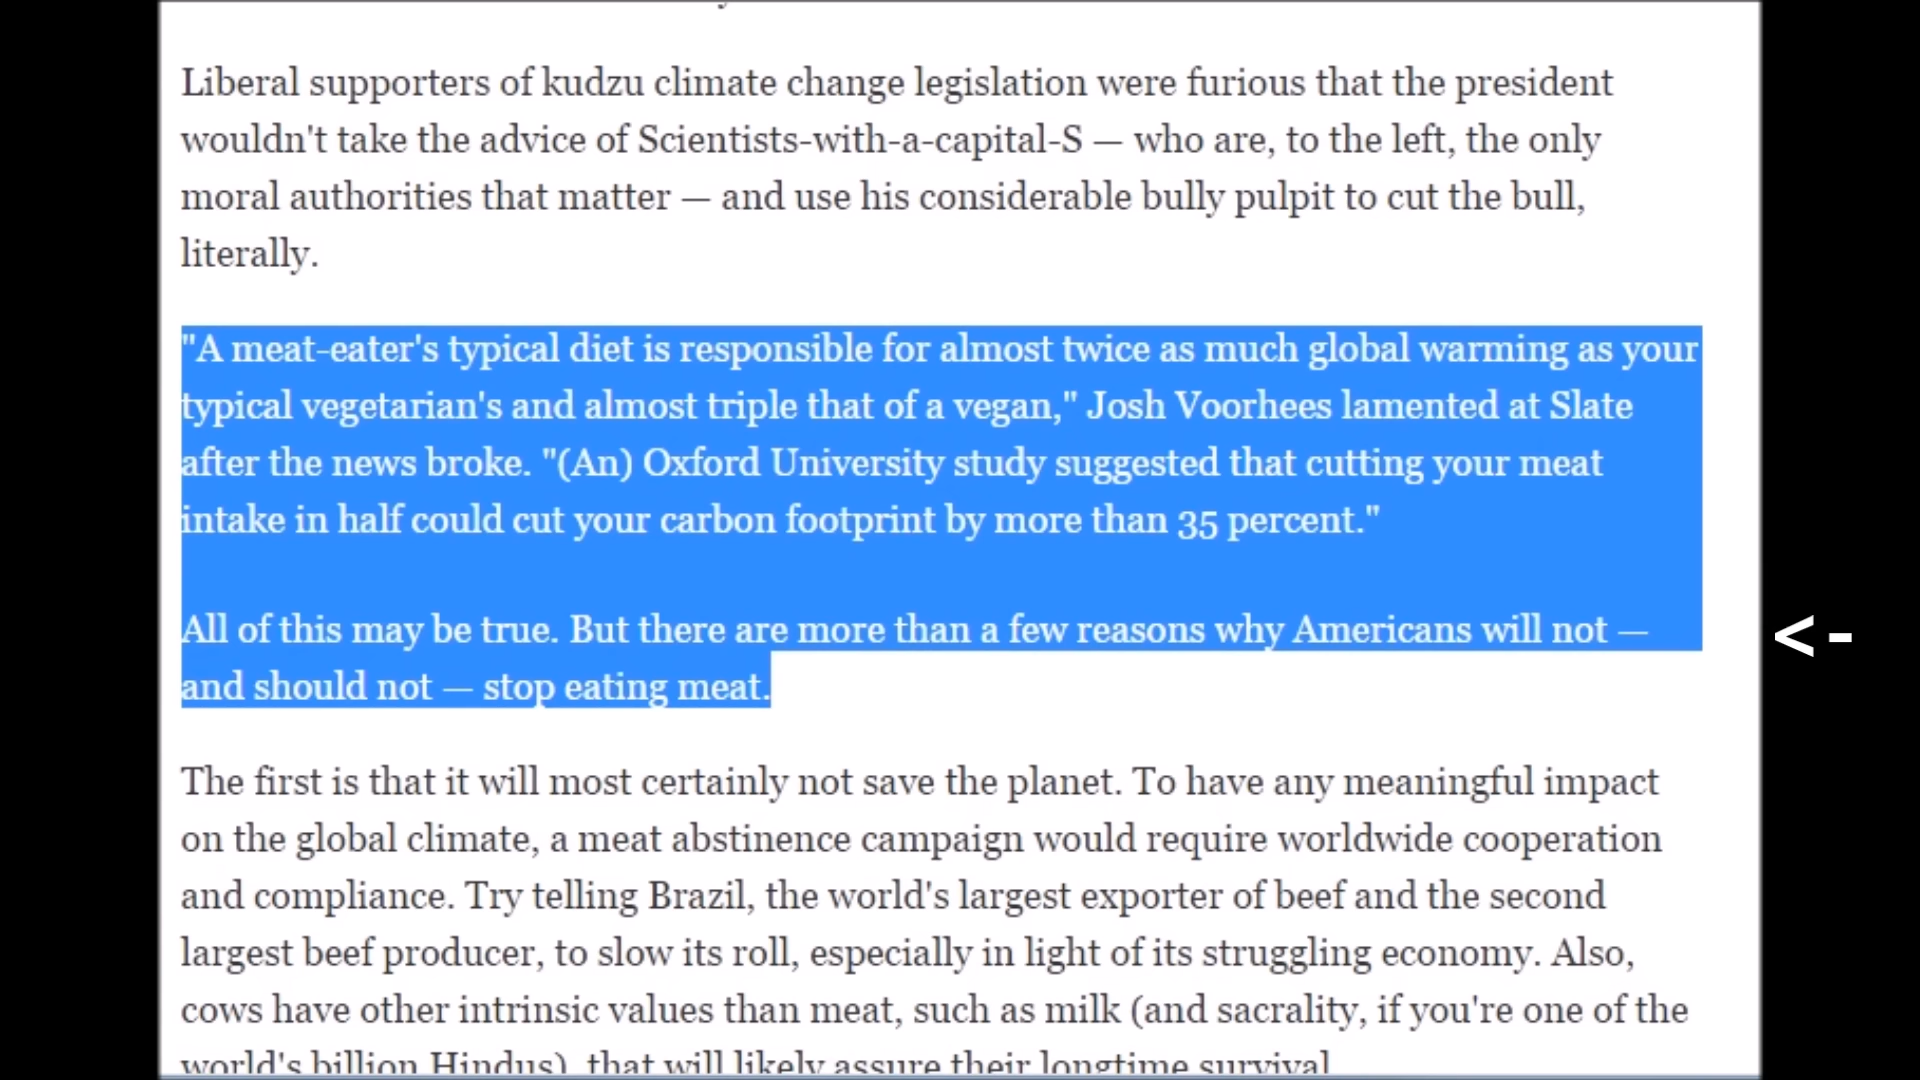 Liberal supporters of kudzu climate change legislation were furious that the president
wouldn't take the advice of Scientists-with-a-capital-S — who are, to the left, the only
moral authorities that matter — and use his considerable bully pulpit to cut the bull,
literally.
"A meat-eater's typical diet is responsible for almost twice as much global warming as your
typical vegetarian's and almost triple that of a vegan," Josh Voorhees lamented at Slate
after the news broke. "(An) Oxford University study suggested that cutting your meat
intake in half could cut your carbon footprint by more than 35 percent."
All of this may be true. But there are more than a few reasons why Americans will not —
and should not — stop eating meat.
<-
The first is that it will most certainly not save the planet. To have any meaningful impact
on the global climate, a meat abstinence campaign would require worldwide cooperation
and compliance. Try telling Brazil, the world's largest exporter of beef and the second
largest beef producer, to slow its roll, especially in light of its struggling economy. Also,
cows have other intrinsic values than meat, such as milk (and sacrality, if you're one of the
world's billion Hindus), that will likely assure their longtime survival.